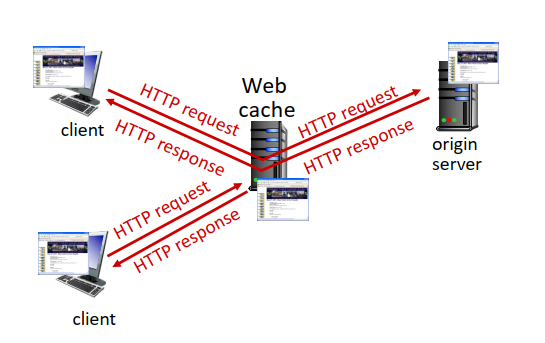 Web
cache
client
HTTP request
HTTP response
HTTP request
HTTP response
origin
server
HTTP request
HTTP response
client